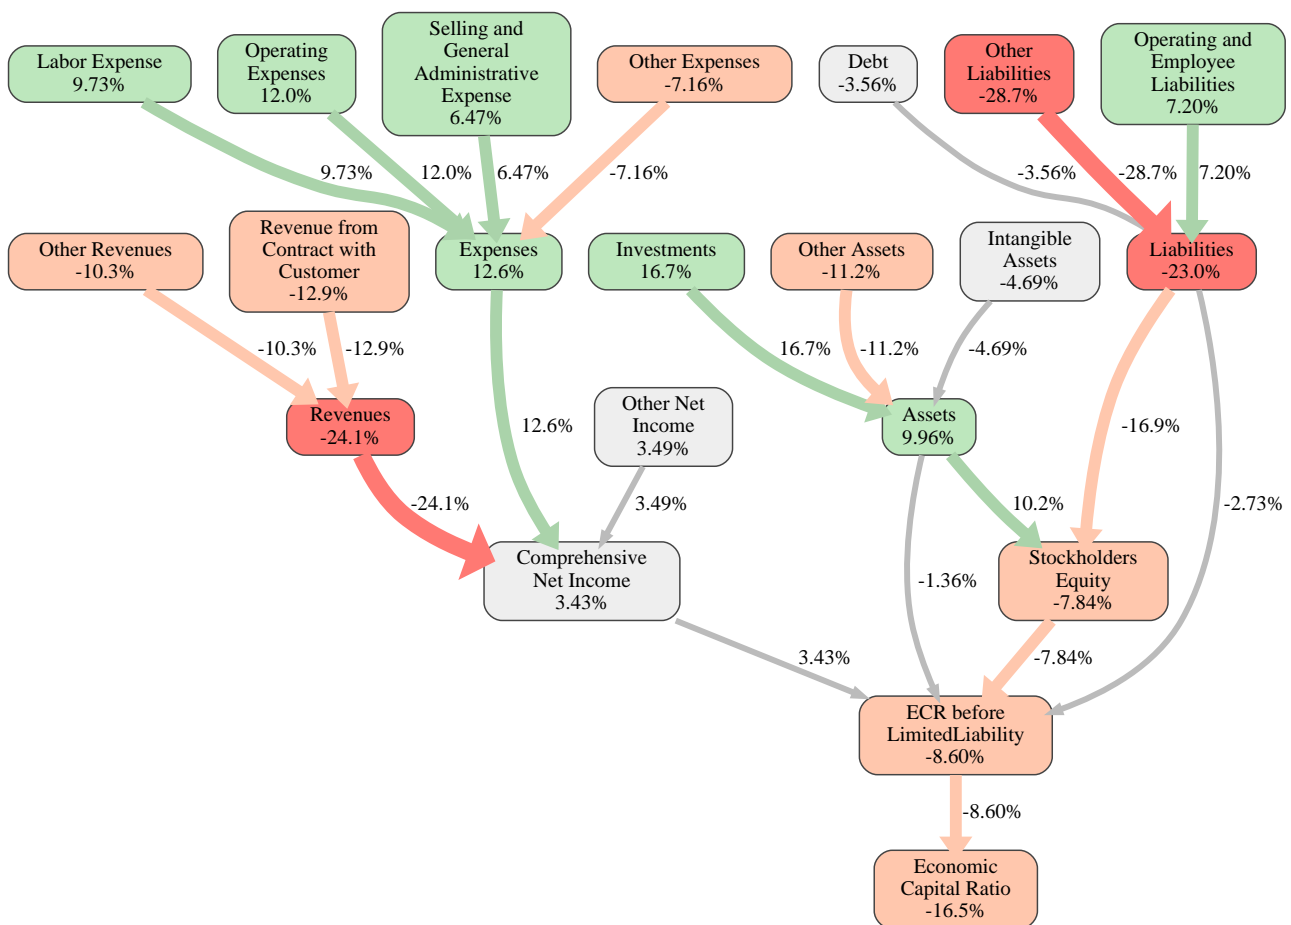 Labor Expense
9.73%
Operating
Expenses
12.0%
Selling and
General
Administrative
Expense
6.47%
Other Expenses
-7.16%
Debt
-3.56%
Other
Liabilities
-28.7%
Operating and
Employee
Liabilities
7.20%
9.73%
12.0%
6.47%
-7.16%
-3.56%
-28.7%
7.20%
Other Revenues
-10.3%
Revenue from
Contract with
Customer
-12.9%
Expenses
12.6%
Investments
16.7%
Other Assets
-11.2%
Intangible
Assets
-4.69%
Liabilities
-23.0%
-10.3%
-12.9%
16.7%
-11.2%
-4.69%
Revenues
-24.1%
12.6%
Other Net
Income
3.49%
Assets
9.96%
-16.9%
-24.1%
3.49%
10.2%
-2.73%
Comprehensive
Net Income
3.43%
-1.36%
Stockholders
Equity
-7.84%
3.43%
-7.84%
ECR before
LimitedLiability
-8.60%
-8.60%
Economic
Capital Ratio
-16.5%